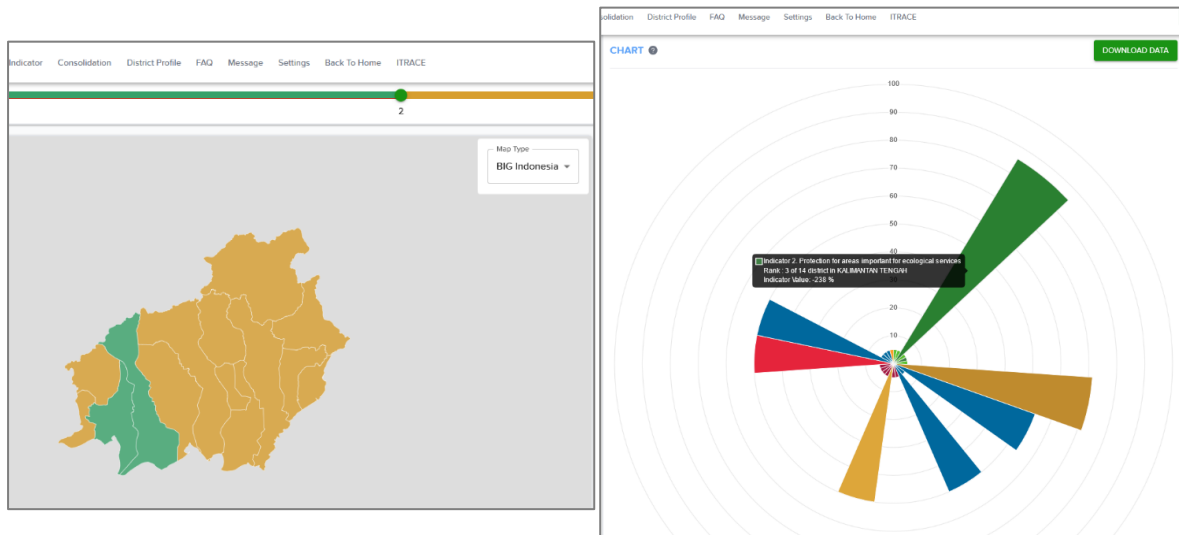 Indicator Consolidation District Profile FAQ Message Settings Back To Home ITRACE
2
Map Type
BIG Indonesia
olidation District Profile FAQ Message Settings Back To Home ITRACE
CHART ?
DOWNLOAD DATA
100
90
80
70
60
50
40
Indicator 2. Protection for areas important for ecological services
Rank : 3 of 14 district in KALIMANTAN TENGAH
Indicator Value: -238 %
20
10